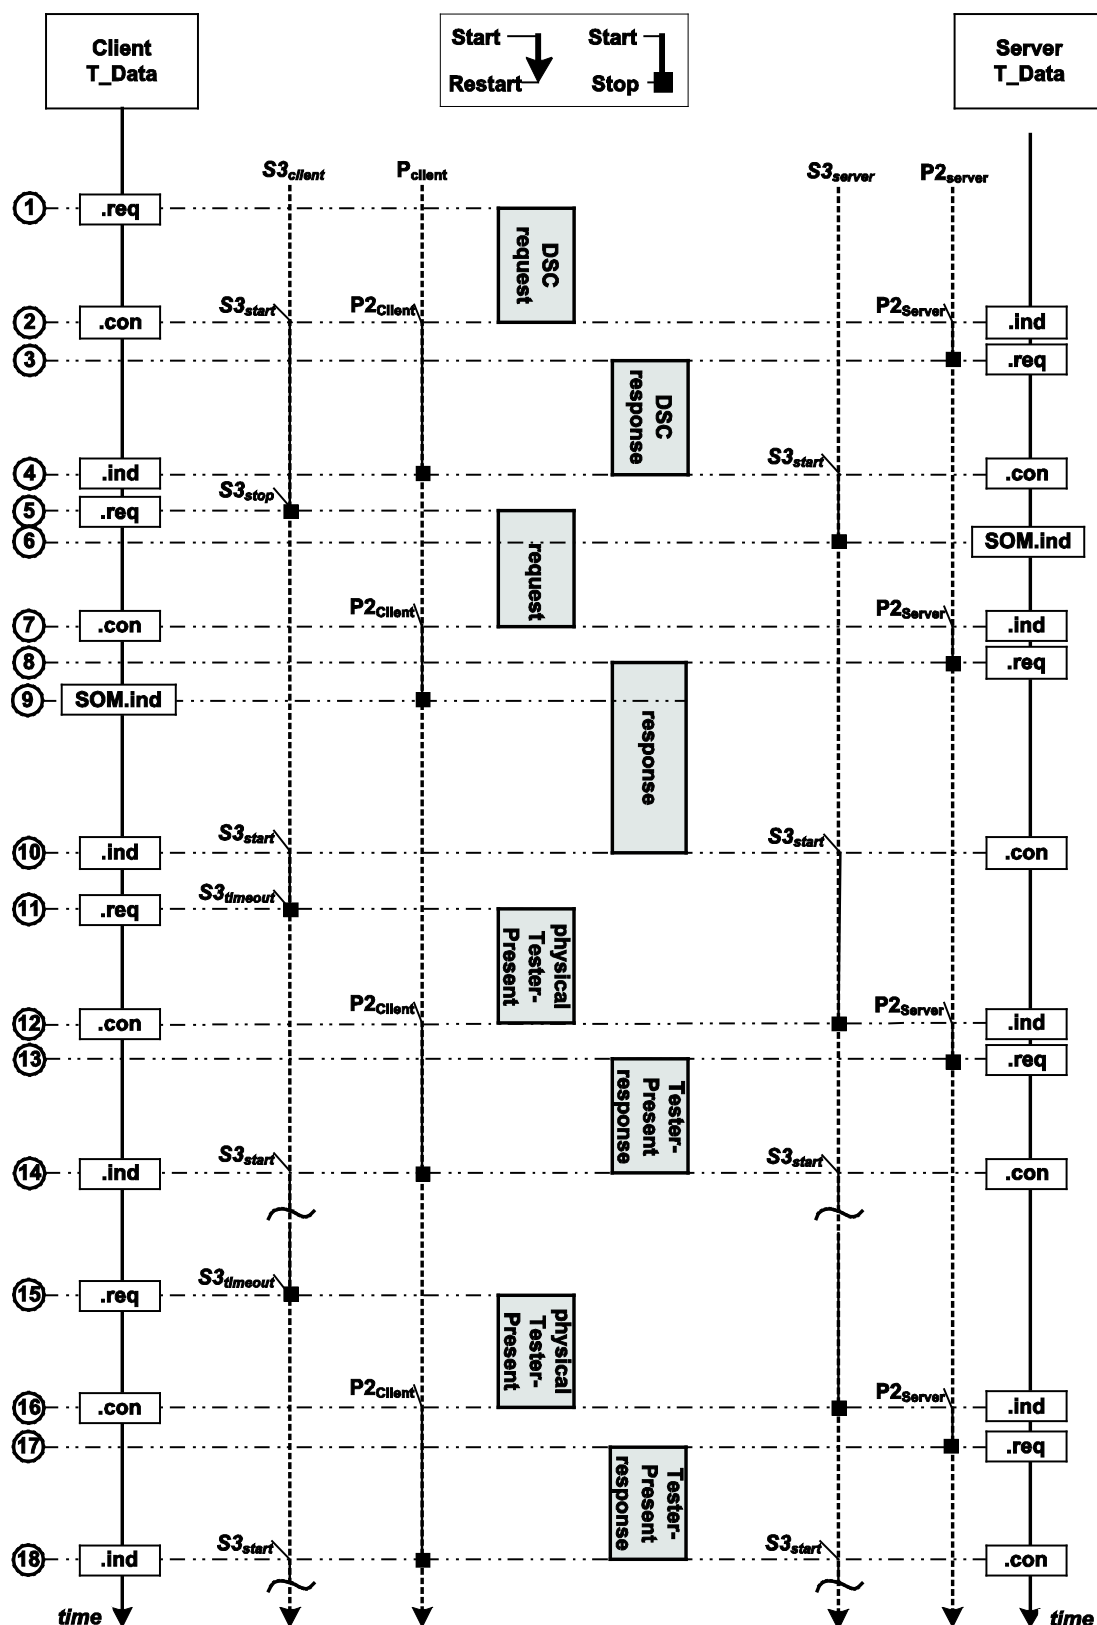 Client
T_Data
Start
Restart
Start
Stop
Server
T_Data
S3client
Pclient
S3server
P2server
1
.req
DSC
request
2
.con
S3start
P2Client
P2Server
.ind
3
.req
DSC
response
4
.ind
S3start
.con
5
.req
S3stop
request
6
SOM.ind
7
.con
P2Client
P2Server
.ind
8
.req
response
9
SOM.ind
10
.ind
S3start
S3start
.con
11
.req
S3timeout
physical
Tester-
Present
12
.con
P2Client
P2Server
.ind
13
.req
Tester-
Present
response
14
.ind
S3start
S3start
.con
15
.req
S3timeout
physical
Tester-
Present
16
.con
P2Client
P2Server
.ind
17
.req
Tester-
Present
response
18
.ind
S3start
S3start
.con
time
time